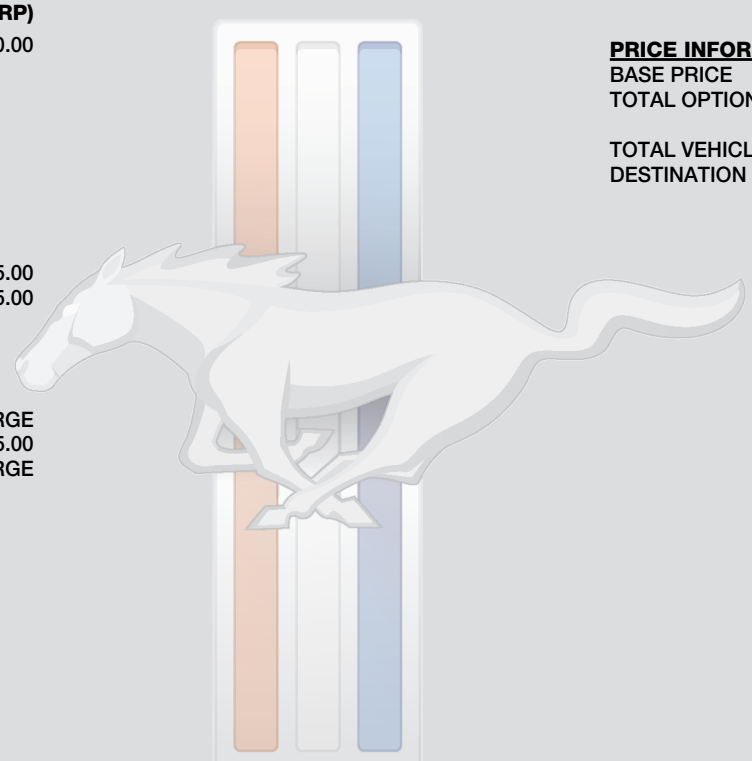 RP)
0.00
5.00
5.00
RGE
5.00
RGE
PRICE INFOR
BASE PRICE
TOTAL OPTION
TOTAL VEHICL
DESTINATION